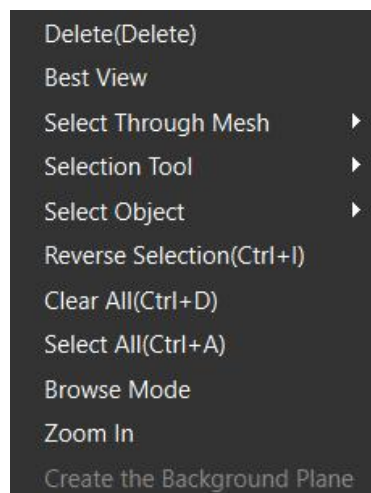 Delete(Delete)
Best View
Select Through Mesh
Selection Tool
Select Object
Reverse Selection(Ctrl+I)
Clear All(Ctrl+D)
Select All(Ctrl+A)
Browse Mode
Zoom In
Create the Background Plane